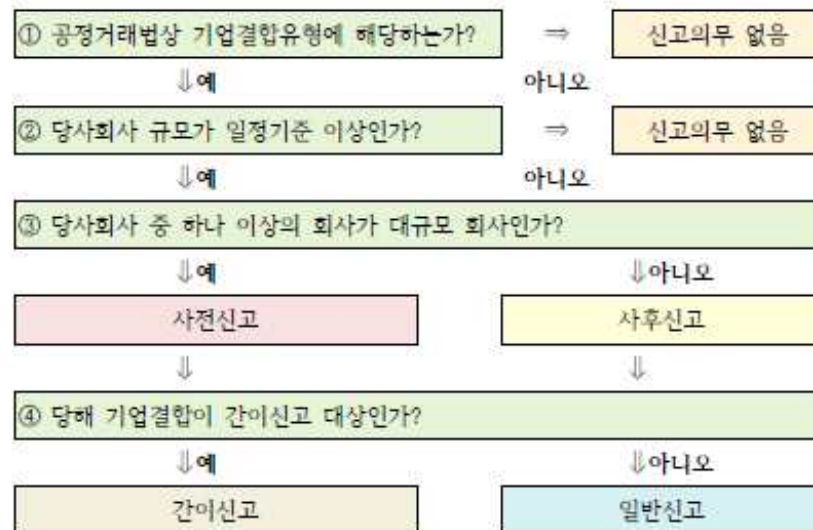 ① 공정거래법상 기업결합유형에 해당하는가? ⇒ 신고의무 없음
⇓예 아니오
② 당사회사 규모가 일정기준 이상인가? ⇒ 신고의무 없음
⇓예 아니오
③ 당사회사 중 하나 이상의 회사가 대규모 회사인가?
⇓예 ⇓아니오
사전신고 사후신고
⇓ ⇓
④ 당해 기업결합이 간이신고 대상인가?
⇓예 ⇓아니오
간이신고 일반신고